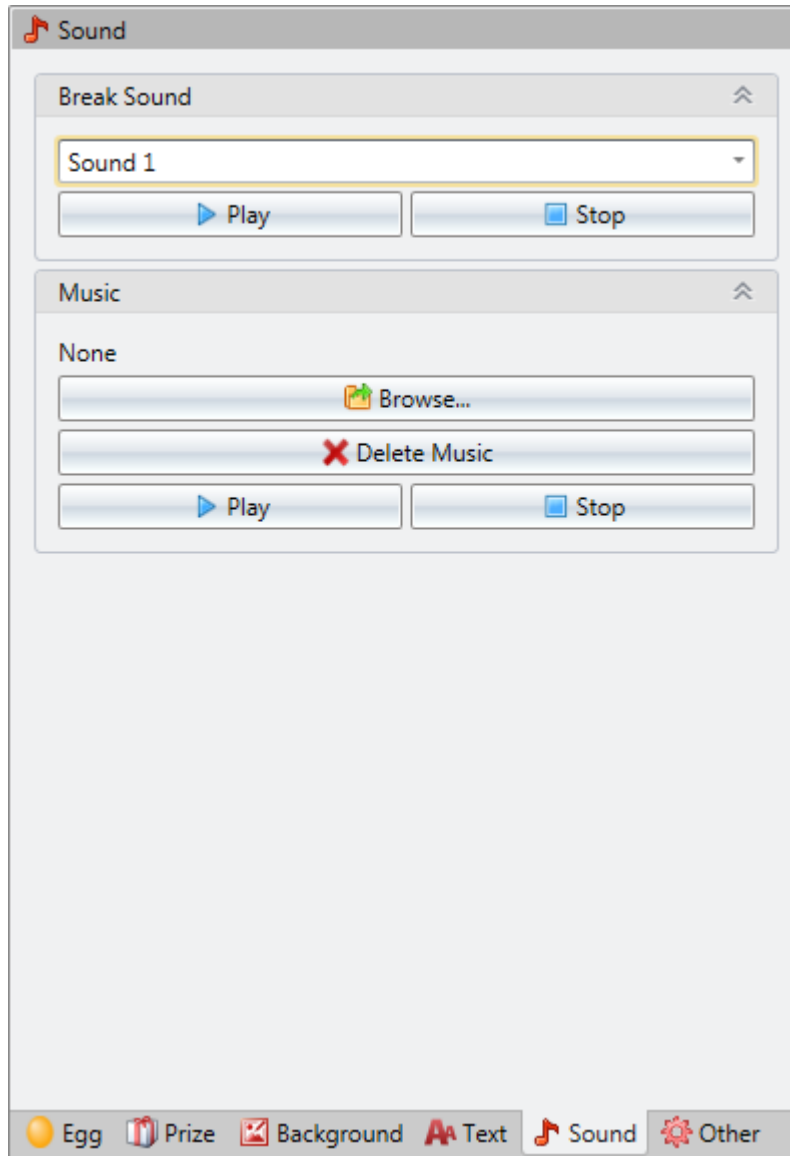 Sound
Break Sound
Sound 1
Play Stop
Music
None
Browse...
Delete Music
Play Stop
Egg Prize Background Text Sound Other